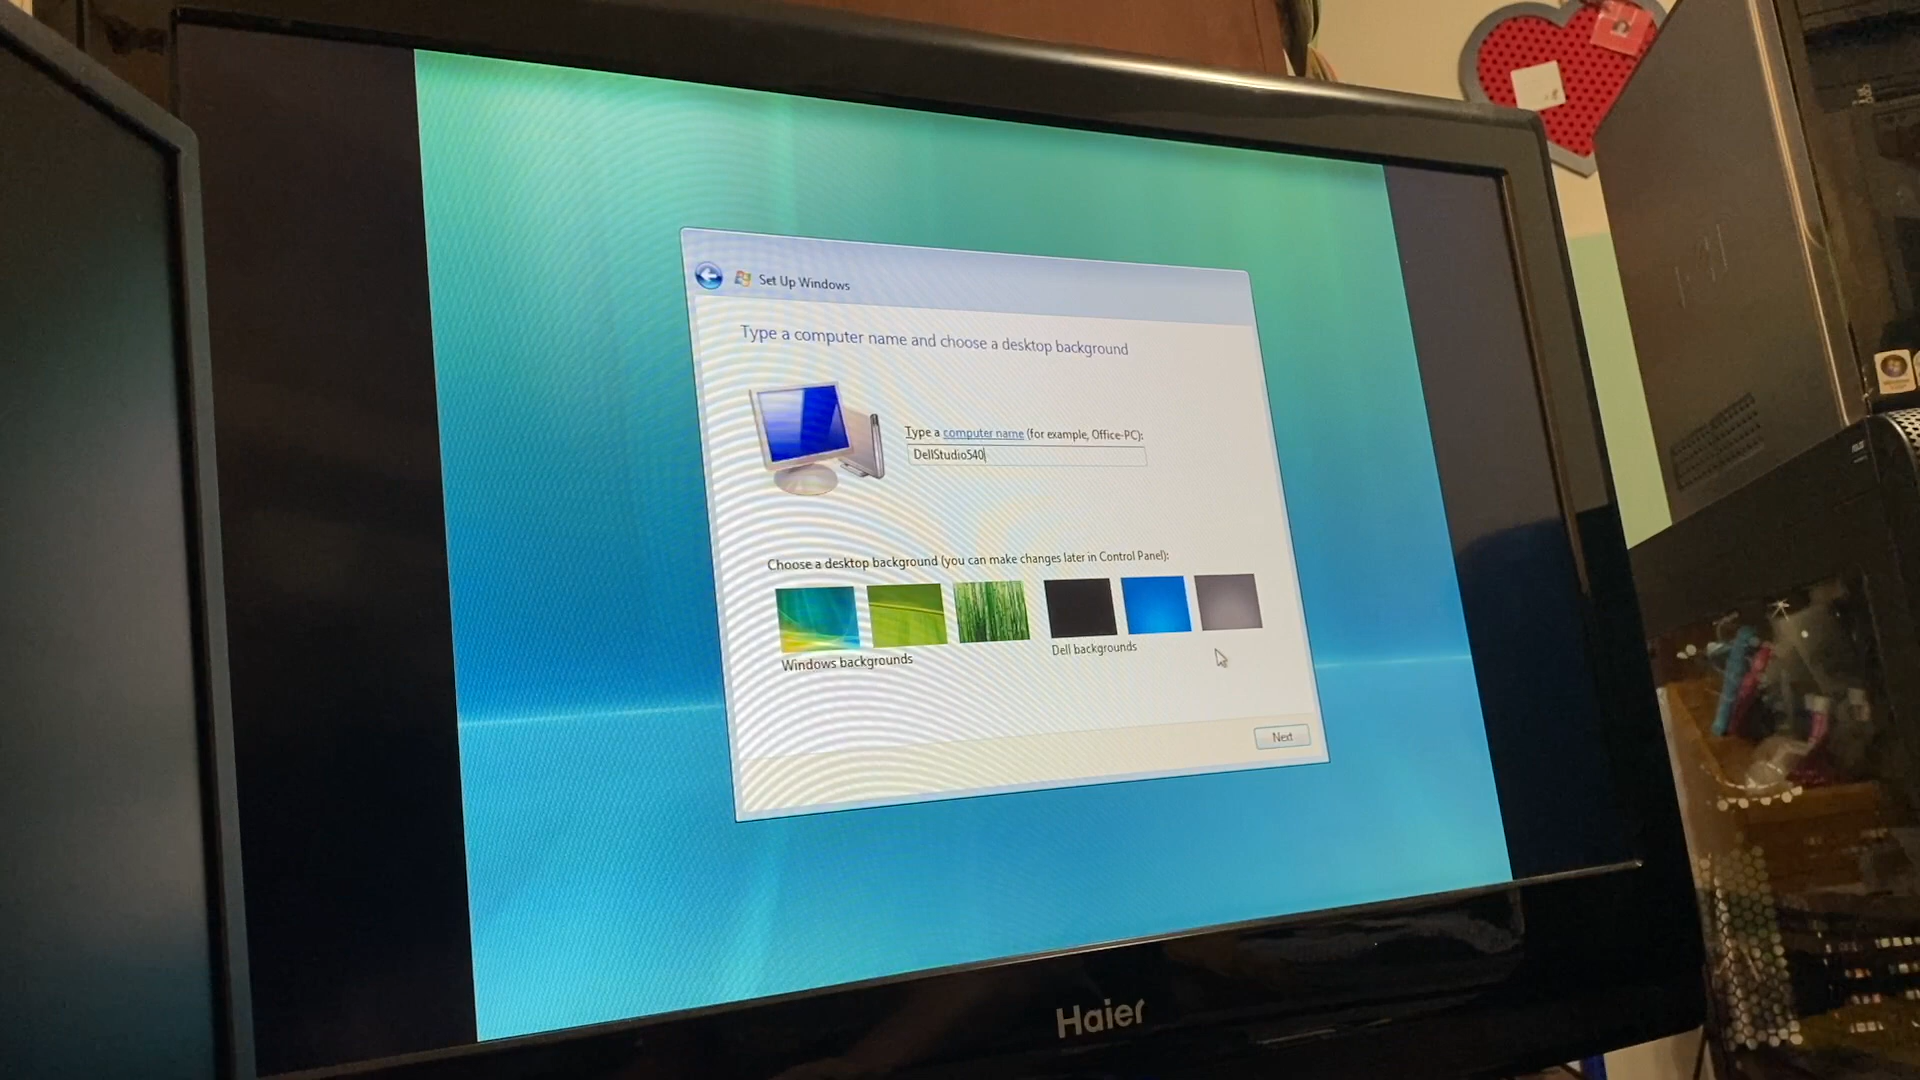 Set Up Windows
Type a computer name and choose a desktop background
Type a computer name (for example, Office-PC):
DellStudio540
Choose a desktop background (you can make changes later in Control Panel):
Windows backgrounds
Dell backgrounds
Next
Haier